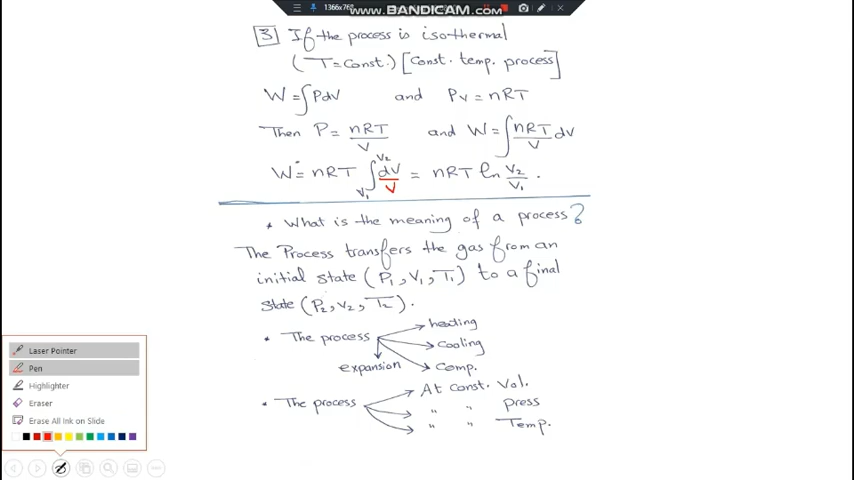 1366x768
www.BANDICAM.com
3 If the process is isothermal
(T=Const.) [Const. temp. process]
W=∫PdV and PV=nRT
Then P=nRT/V and W=∫nRT/V dV
W=nRT ∫V1 V2 dV/V = nRT ln V2/V1.
* What is the meaning of a process?
The Process transfers the gas from an
initial state (P1, V1, T1) to a final
state (P2, V2, T2).
• The process
heating
Cooling
expansion
Comp.
• The process
At Const. Vol.
" " press
" " Temp.
Laser Pointer
Pen
Highlighter
Eraser
Erase All Ink on Slide